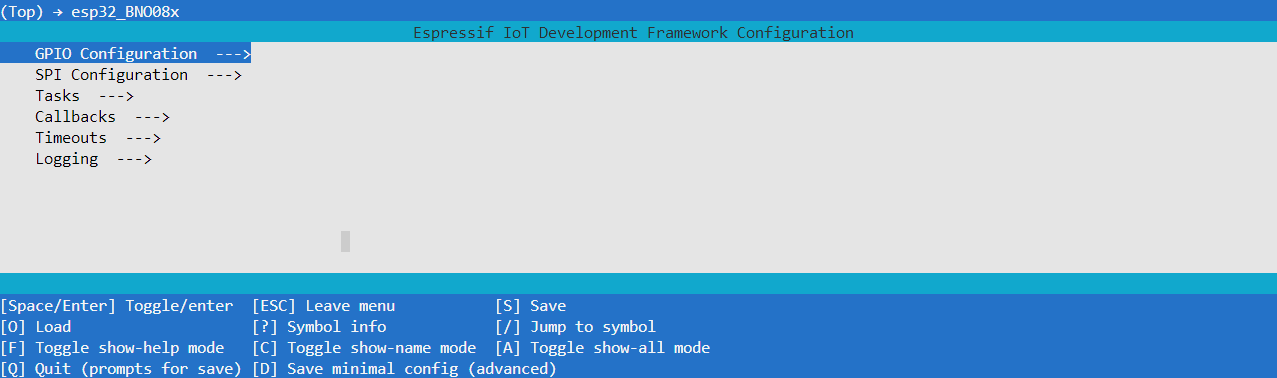 (Top) → esp32_BNO08x
Espressif IoT Development Framework Configuration
GPIO Configuration  --->
SPI Configuration  --->
Tasks  --->
Callbacks  --->
Timeouts  --->
Logging  --->
[Space/Enter] Toggle/enter  [ESC] Leave menu           [S] Save
[O] Load                    [?] Symbol info            [/] Jump to symbol
[F] Toggle show-help mode   [C] Toggle show-name mode  [A] Toggle show-all mode
[Q] Quit (prompts for save) [D] Save minimal config (advanced)